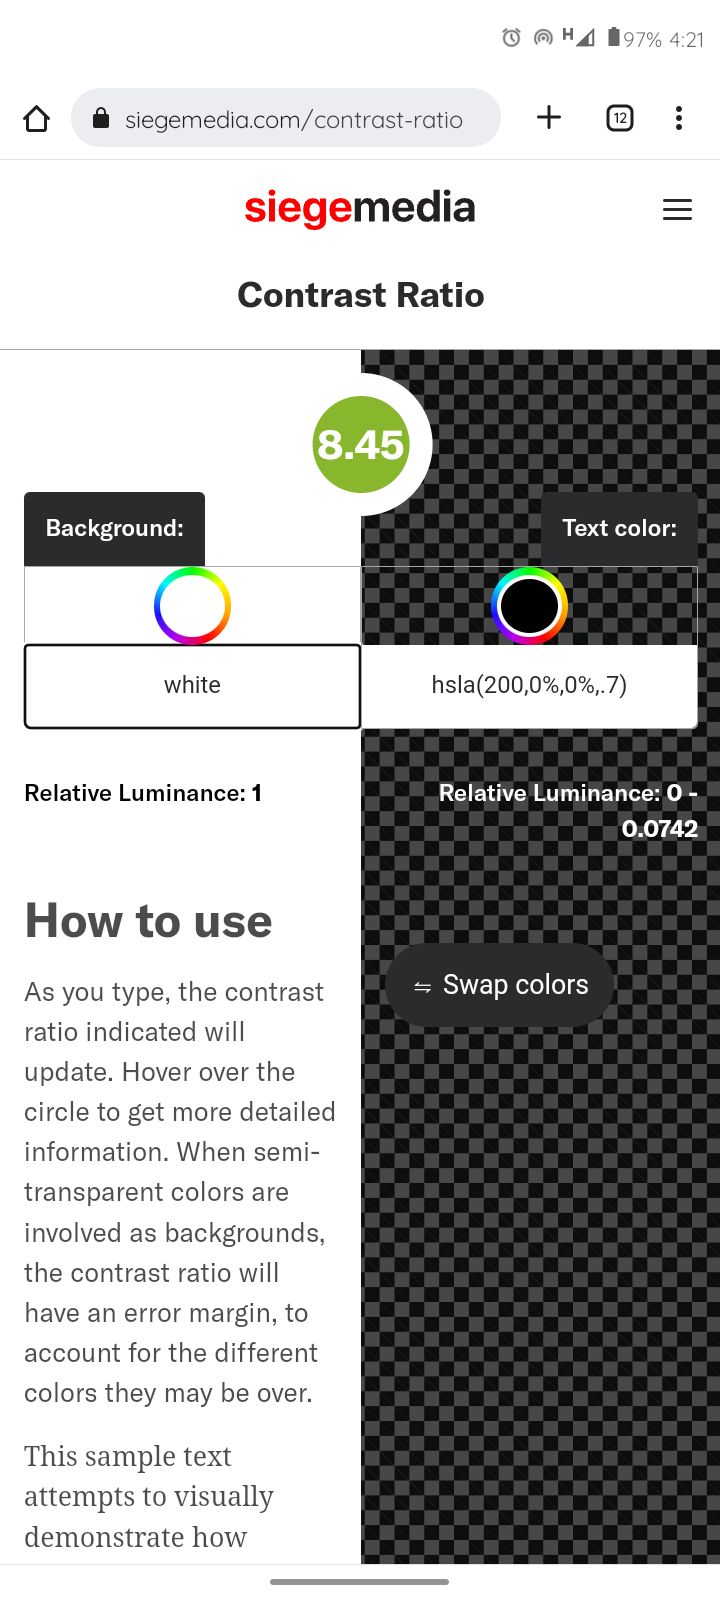 H 97% 4:21
siegemedia.com/contrast-ratio
12
siegemedia
Contrast Ratio
8.45
Background:
Text color:
white
hsla(200,0%,0%,.7)
Relative Luminance: 1
Relative Luminance: 0 -
0.0742
How to use
As you type, the contrast
ratio indicated will
update. Hover over the
circle to get more detailed
information. When semi-
transparent colors are
involved as backgrounds,
the contrast ratio will
have an error margin, to
account for the different
colors they may be over.
⇋ Swap colors
This sample text
attempts to visually
demonstrate how